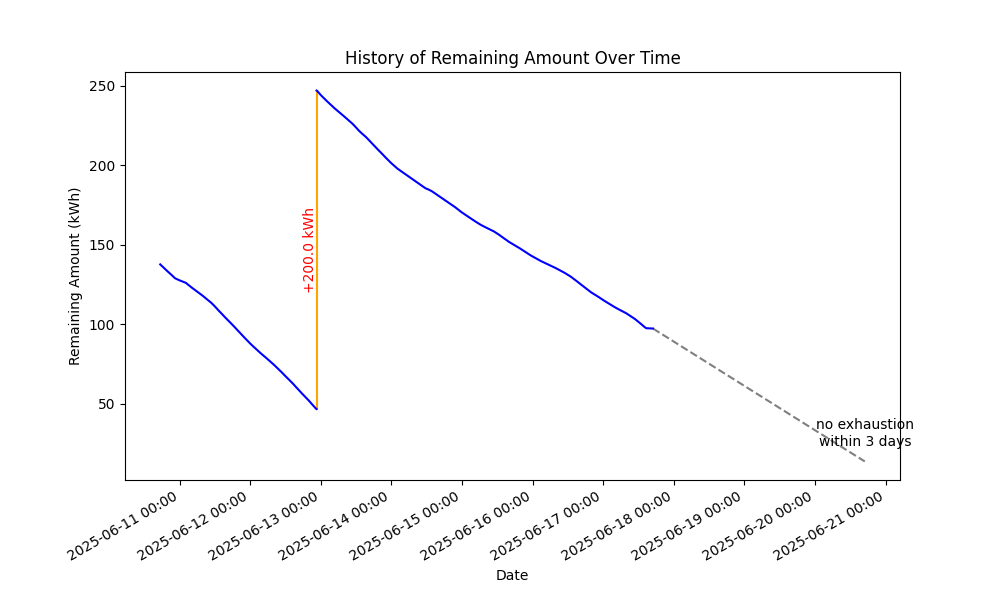 History of Remaining Amount Over Time
Remaining Amount (kWh)
250
200
150
100
50
+200.0 kWh
no exhaustion
within 3 days
2025-06-11 00:00
2025-06-12 00:00
2025-06-13 00:00
2025-06-14 00:00
2025-06-15 00:00
2025-06-16 00:00
2025-06-17 00:00
2025-06-18 00:00
2025-06-19 00:00
2025-06-20 00:00
2025-06-21 00:00
Date